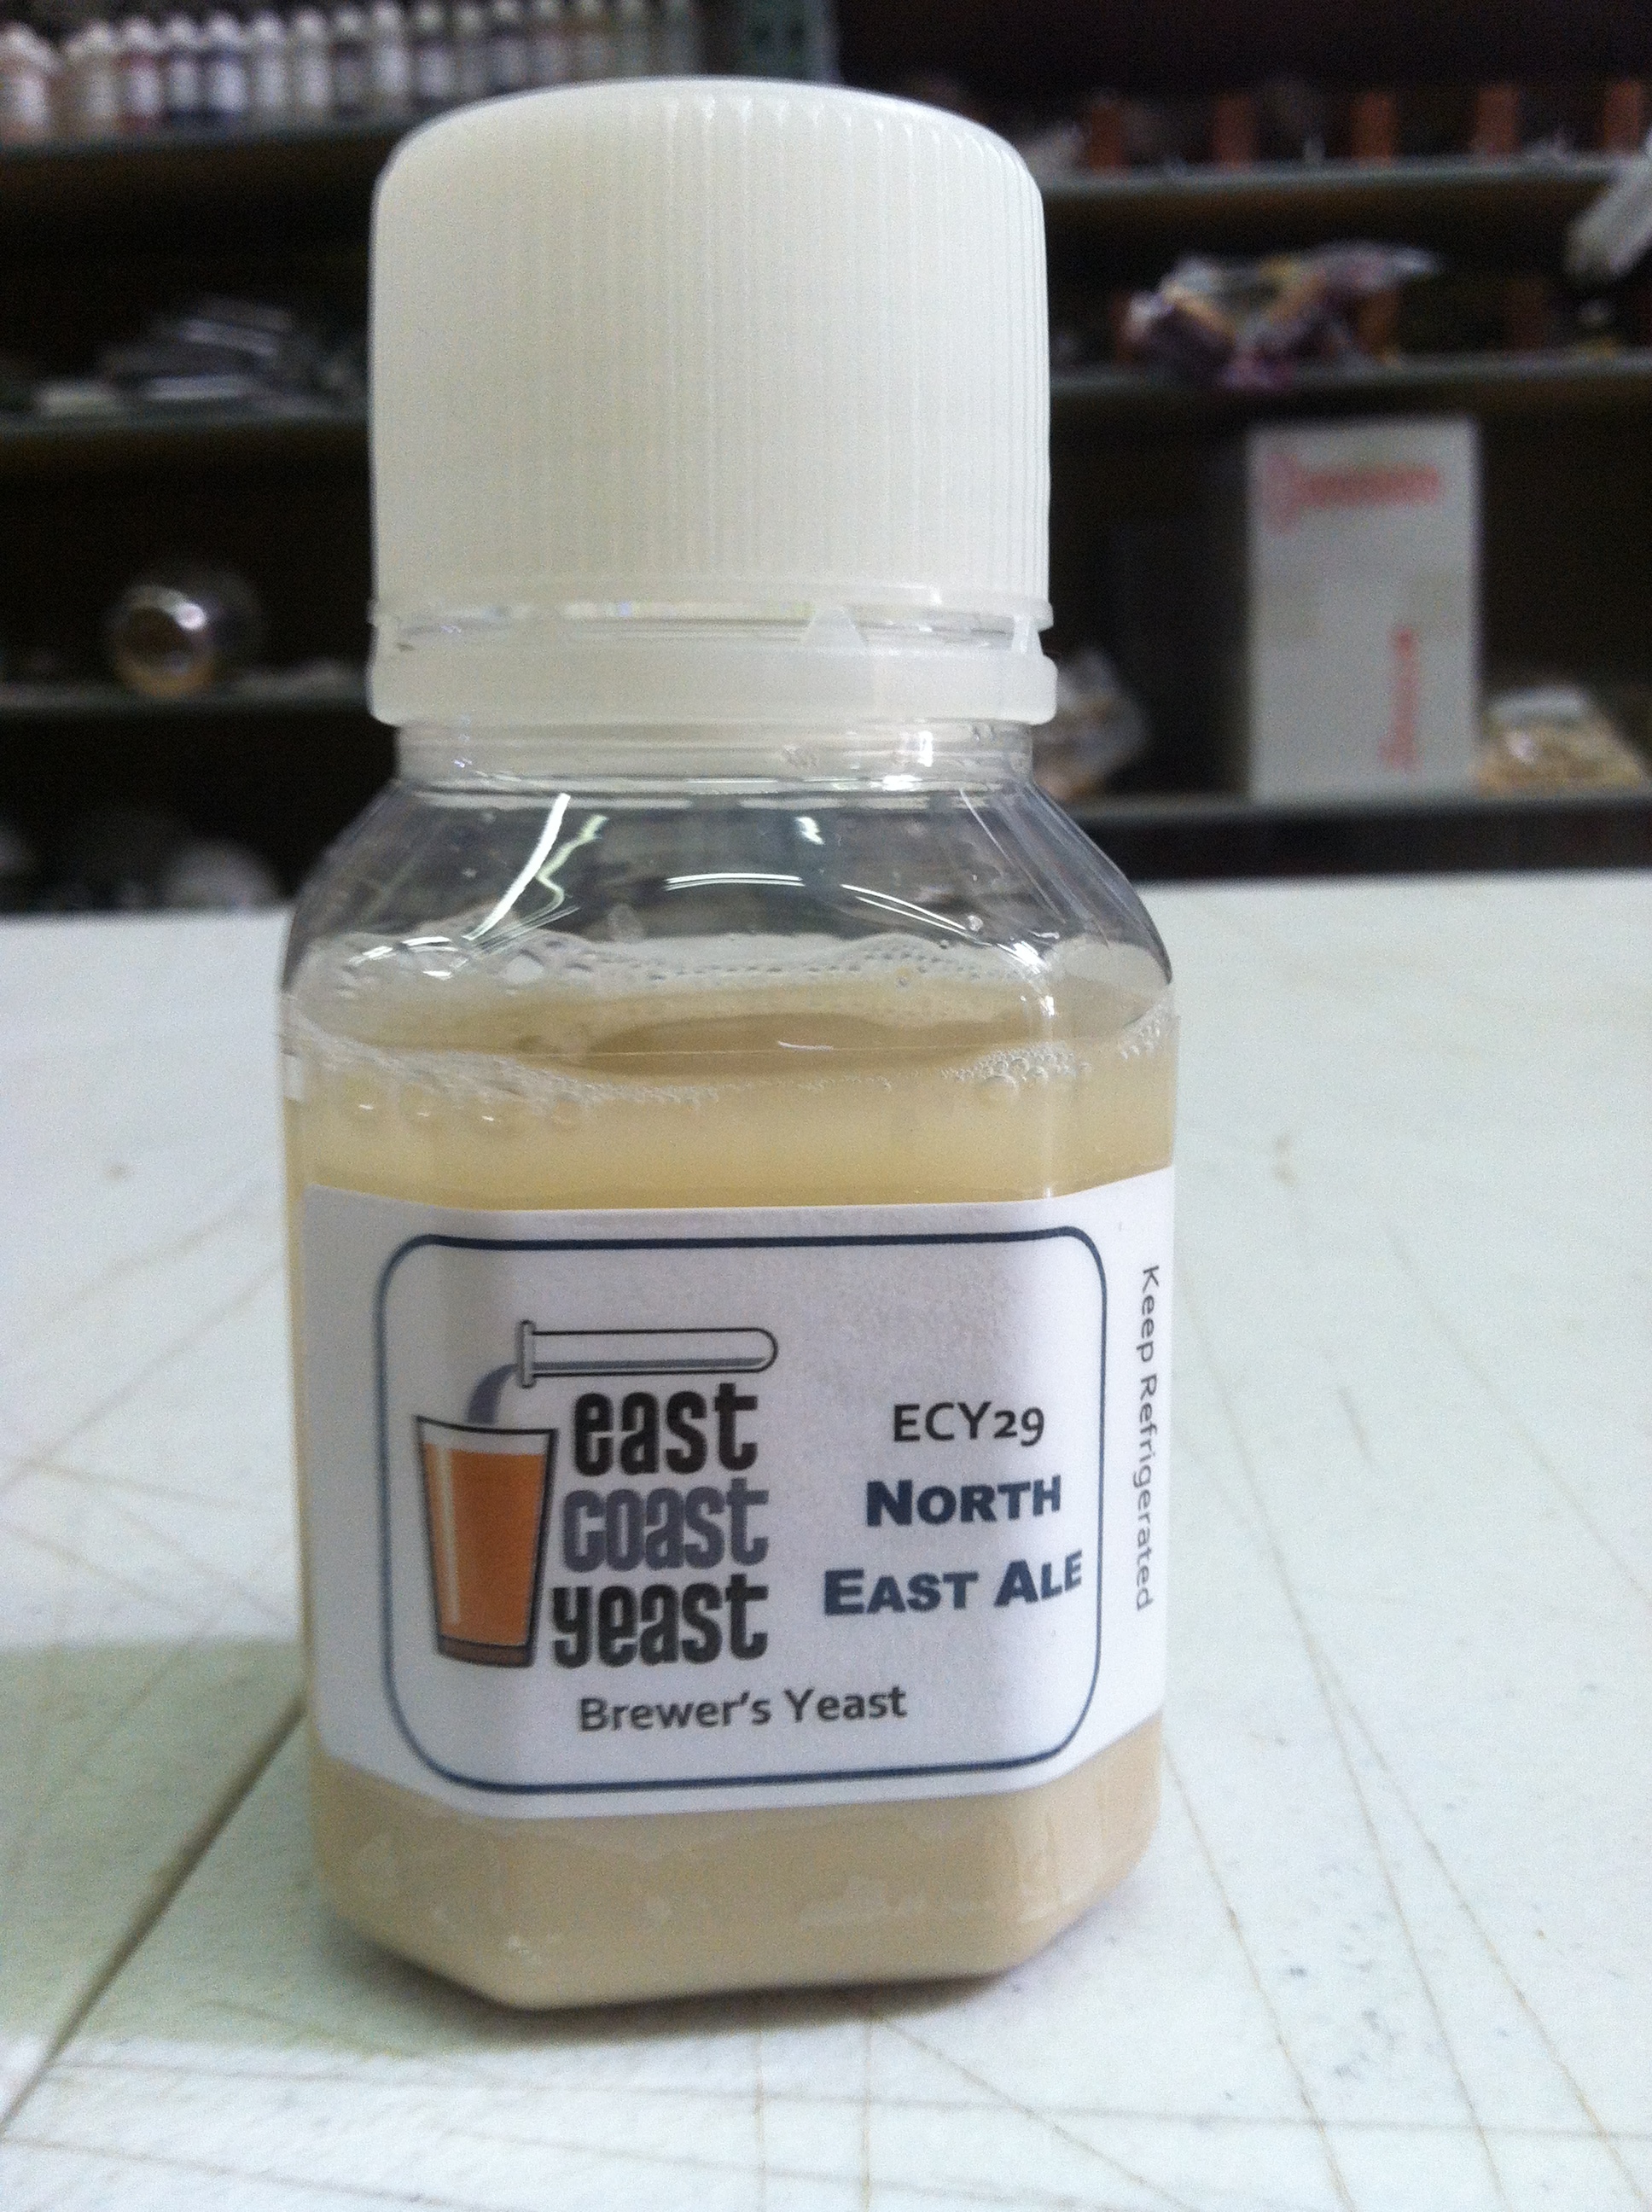 east
coast
yeast
ECY29
NORTH
EAST ALE
Brewer's Yeast
Keep Refrigerated